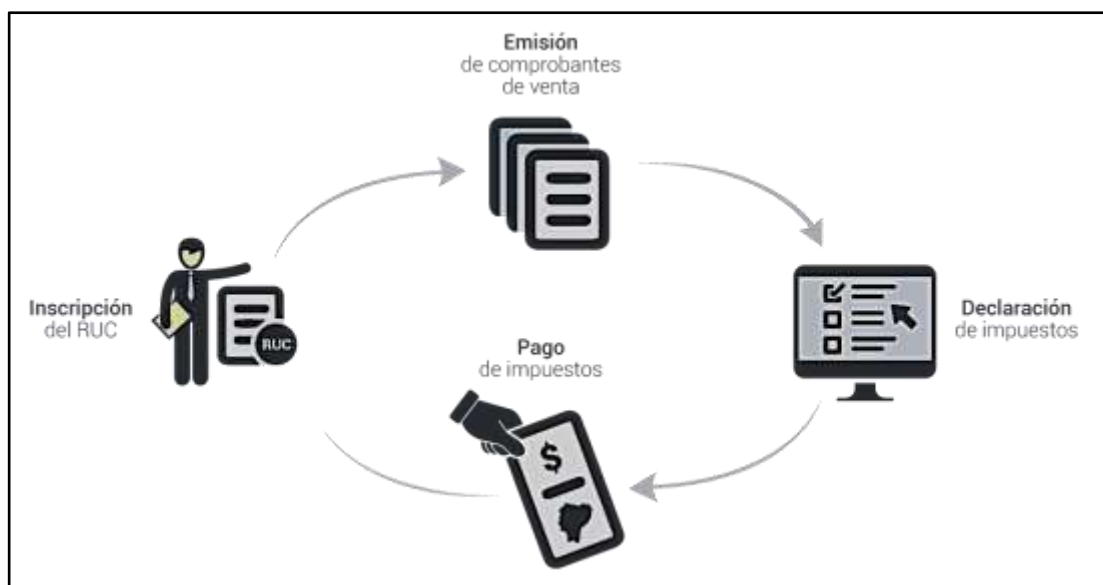 Emisión
de comprobantes
de venta
Inscripción
del RUC
RUC
Declaración
de impuestos
Pago
de impuestos
$